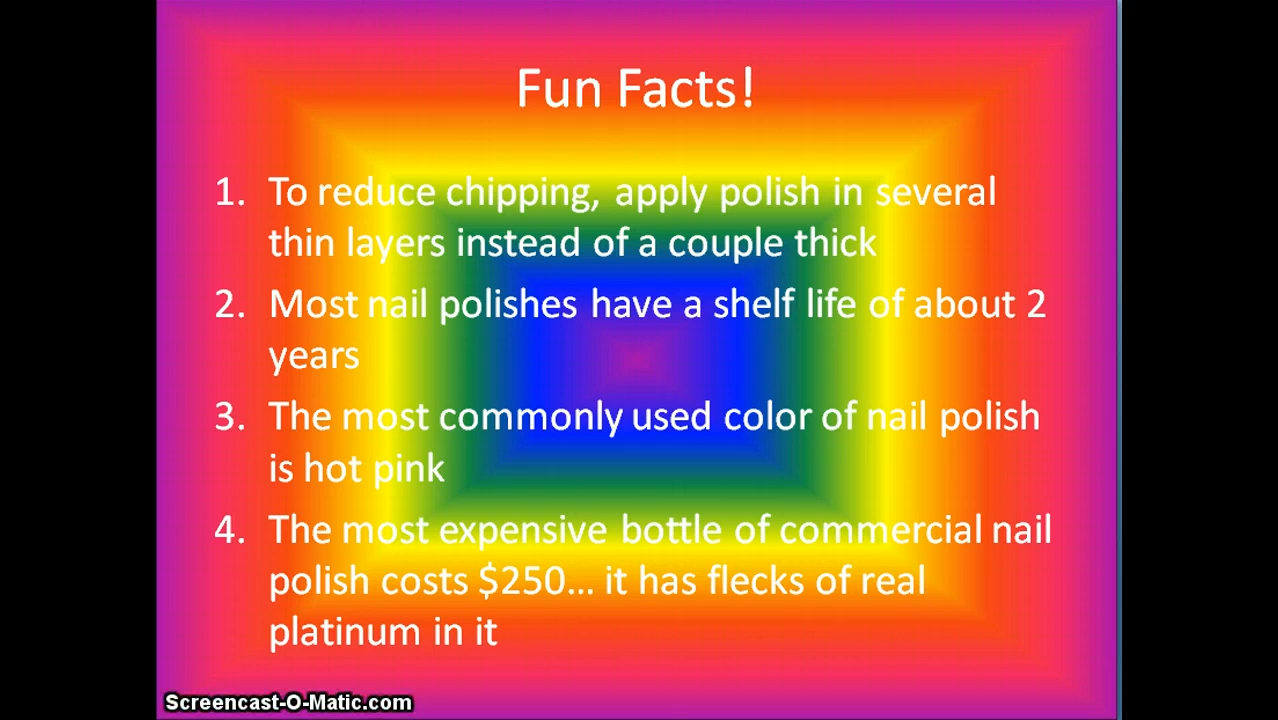 Fun Facts!
1. To reduce chipping, apply polish in several
thin layers instead of a couple thick
2. Most nail polishes have a shelf life of about 2
years
3. The most commonly used color of nail polish
is hot pink
4. The most expensive bottle of commercial nail
polish costs $250... it has flecks of real
platinum in it
Screencast-O-Matic.com